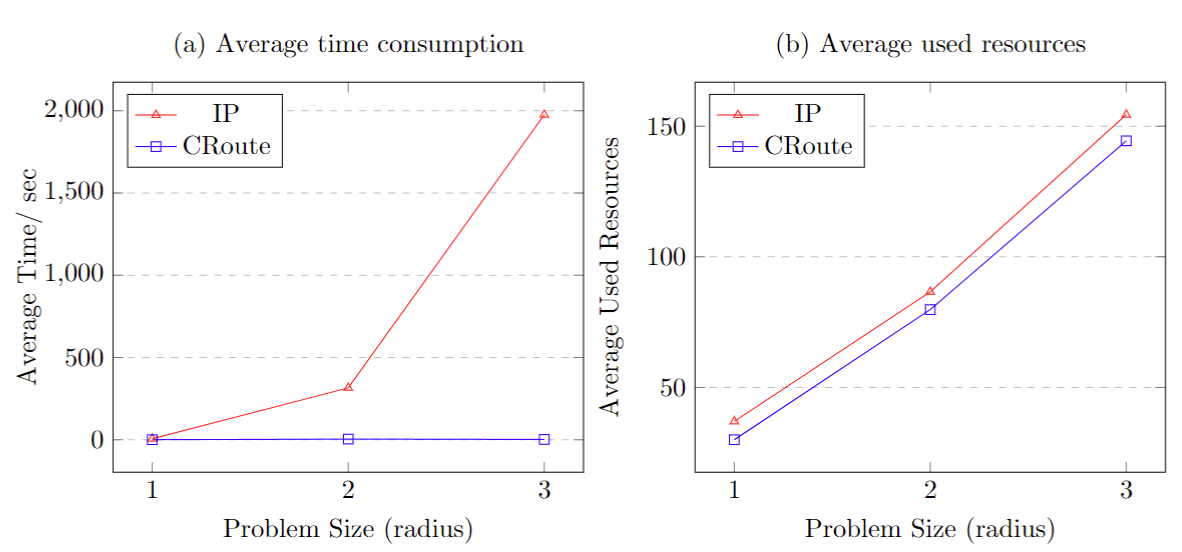 (a) Average time consumption
Average Time/ sec
2,000
1,500
1,000
500
0
IP
CRoute
1 2 3
Problem Size (radius)
(b) Average used resources
Average Used Resources
150
100
50
IP
CRoute
1 2 3
Problem Size (radius)